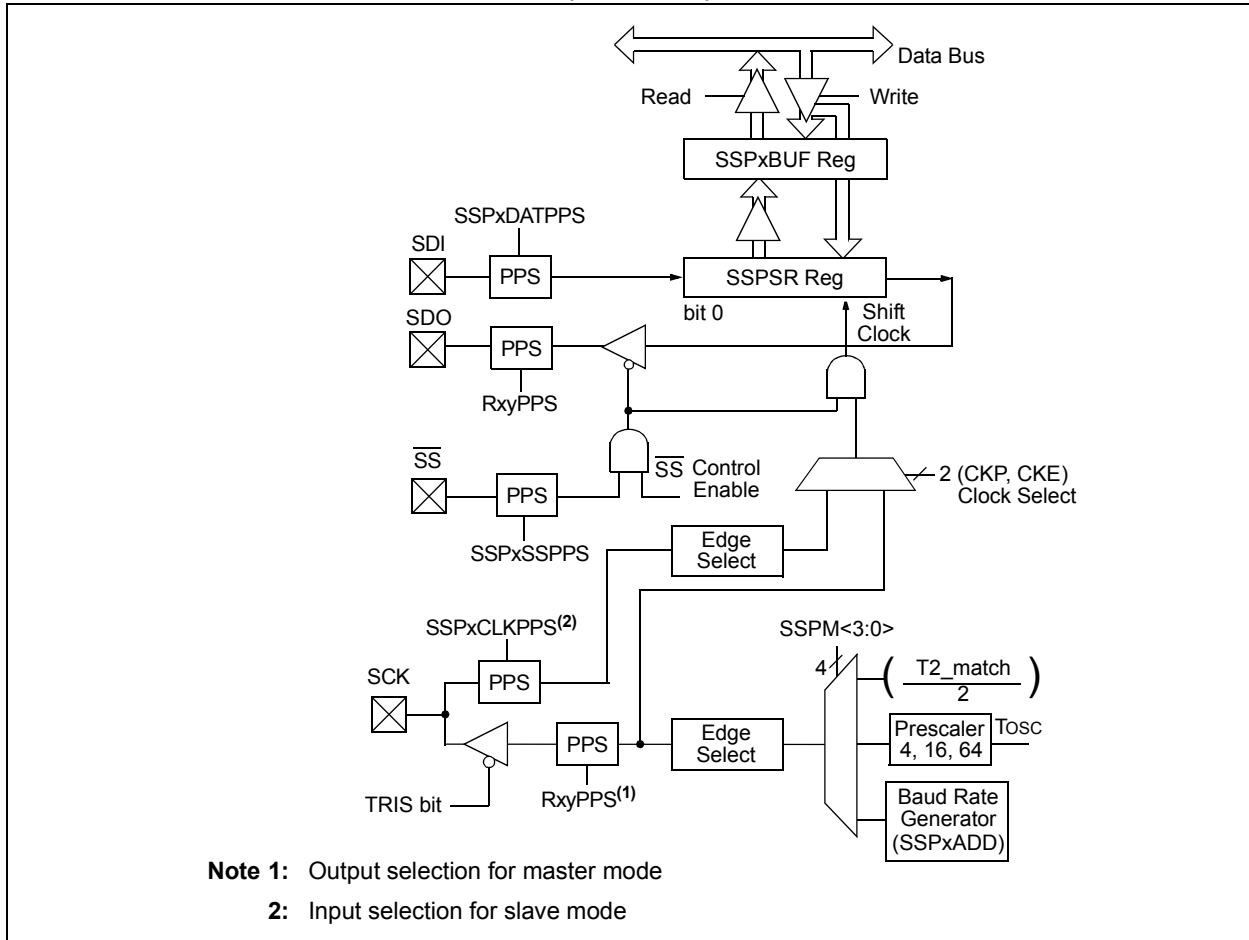 Data Bus
Read
Write
SSPxBUF Reg
SSPxDATPPS
SDI
PPS
SSPSR Reg
bit 0
Shift
Clock
SDO
PPS
RxyPPS
SS
PPS
SS Control
Enable
2 (CKP, CKE)
Clock Select
SSPxSSPPS
Edge
Select
SSPxCLKPPS(2)
SSPM<3:0>
4
( T2_match
2 )
SCK
PPS
Prescaler
4, 16, 64
TOSC
PPS
Edge
Select
RxyPPS(1)
TRIS bit
Baud Rate
Generator
(SSPxADD)
Note 1: Output selection for master mode
2: Input selection for slave mode